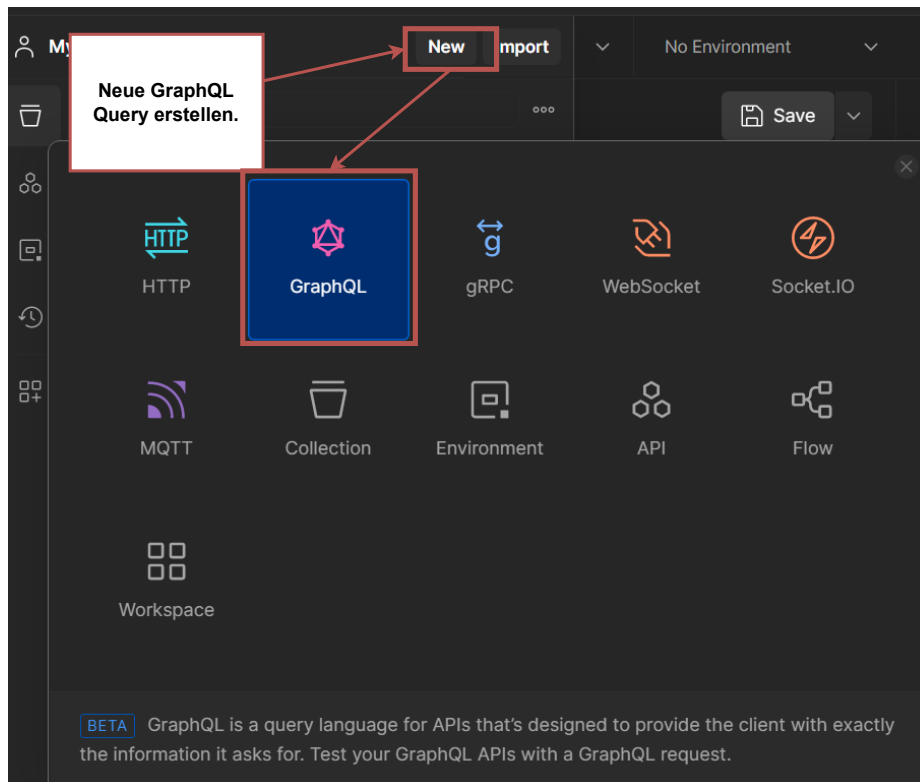 My
New
Import
No Environment
Neue GraphQL
Query erstellen.
Save
HTTP
HTTP
GraphQL
g
gRPC
WebSocket
Socket.IO
MQTT
Collection
Environment
API
Flow
Workspace
BETA GraphQL is a query language for APIs that's designed to provide the client with exactly
the information it asks for. Test your GraphQL APIs with a GraphQL request.